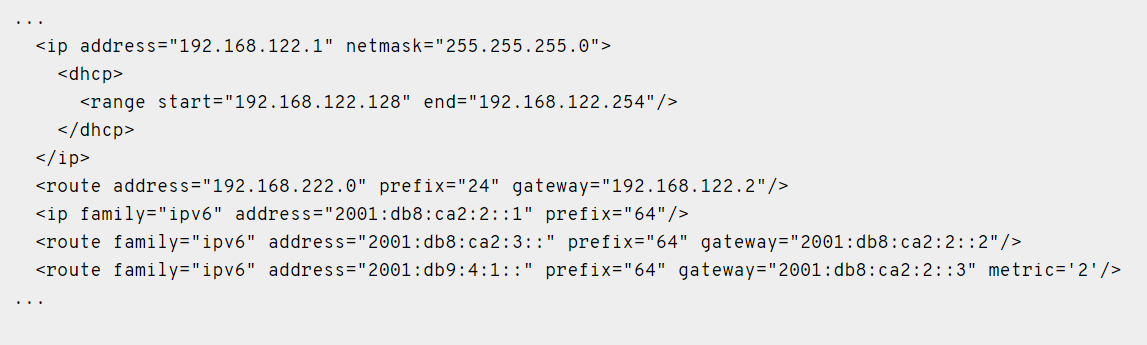 ...
  <ip address="192.168.122.1" netmask="255.255.255.0">
    <dhcp>
      <range start="192.168.122.128" end="192.168.122.254"/>
    </dhcp>
  </ip>
  <route address="192.168.222.0" prefix="24" gateway="192.168.122.2"/>
  <ip family="ipv6" address="2001:db8:ca2:2::1" prefix="64"/>
  <route family="ipv6" address="2001:db8:ca2:3::" prefix="64" gateway="2001:db8:ca2:2::2"/>
  <route family="ipv6" address="2001:db9:4:1::" prefix="64" gateway="2001:db8:ca2:2::3" metric='2'/>
...